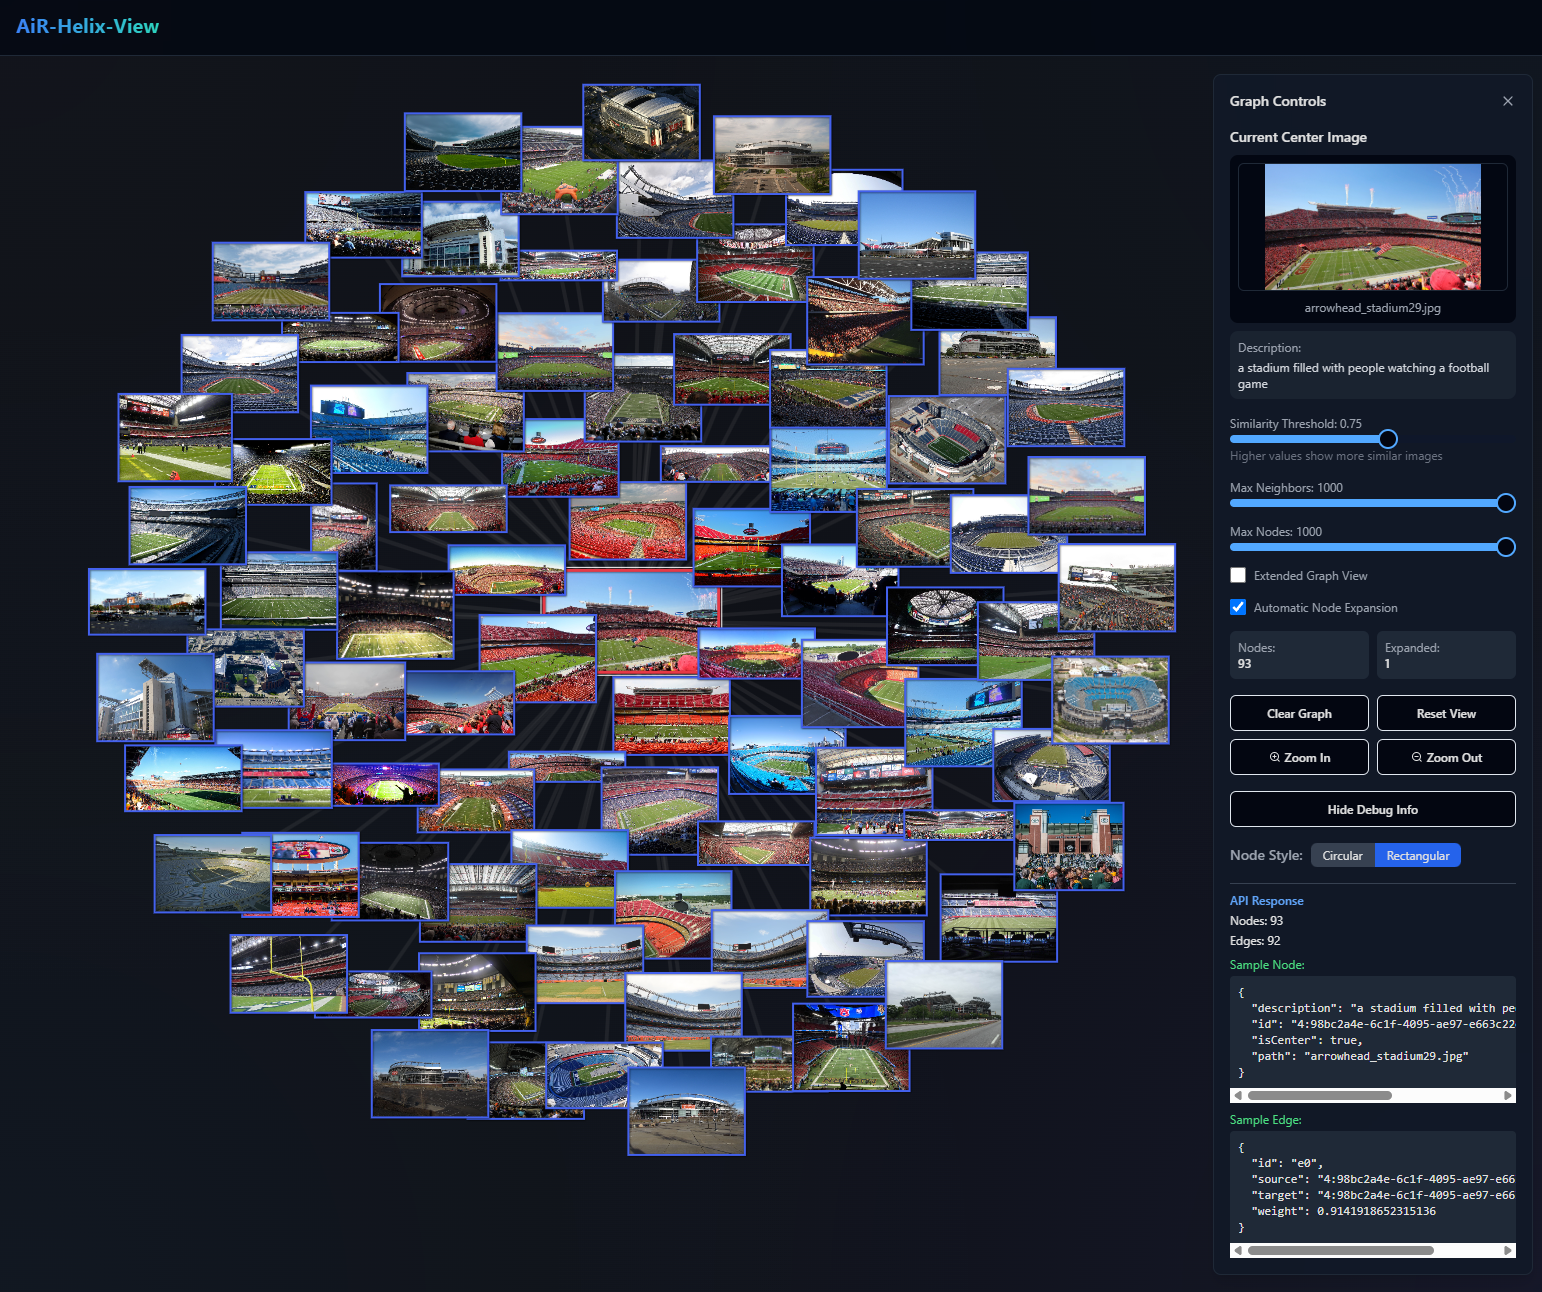 AiR-Helix-View
Graph Controls
Current Center Image
arrowhead_stadium29.jpg
Description:
a stadium filled with people watching a football
game
Similarity Threshold: 0.75
Higher values show more similar images
Max Neighbors: 1000
Max Nodes: 1000
Extended Graph View
Automatic Node Expansion
Nodes:
93
Expanded:
1
Clear Graph
Reset View
Zoom In
Zoom Out
Hide Debug Info
Node Style:
Circular
Rectangular
API Response
Nodes: 93
Edges: 92
Sample Node:
{
"description": "a stadium filled with pe
"id": "4:98bc2a4e-6c1f-4095-ae97-e663c22
"isCenter": true,
"path": "arrowhead_stadium29.jpg"
}
Sample Edge:
{
"id": "e0",
"source": "4:98bc2a4e-6c1f-4095-ae97-e66
"target": "4:98bc2a4e-6c1f-4095-ae97-e66
"weight": 0.9141918652315136
}